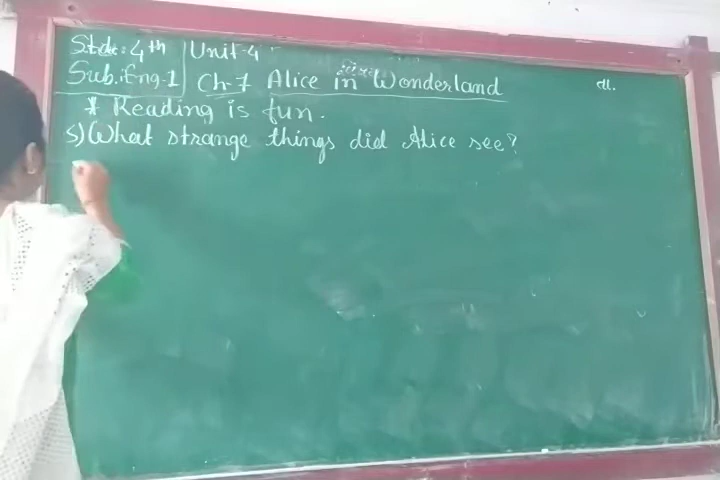 Std: 4th Unit-4
Sub: Eng-1 Ch-7 Alice in Wonderland
dt.
* Reading is fun.
5) What strange things did Alice see?